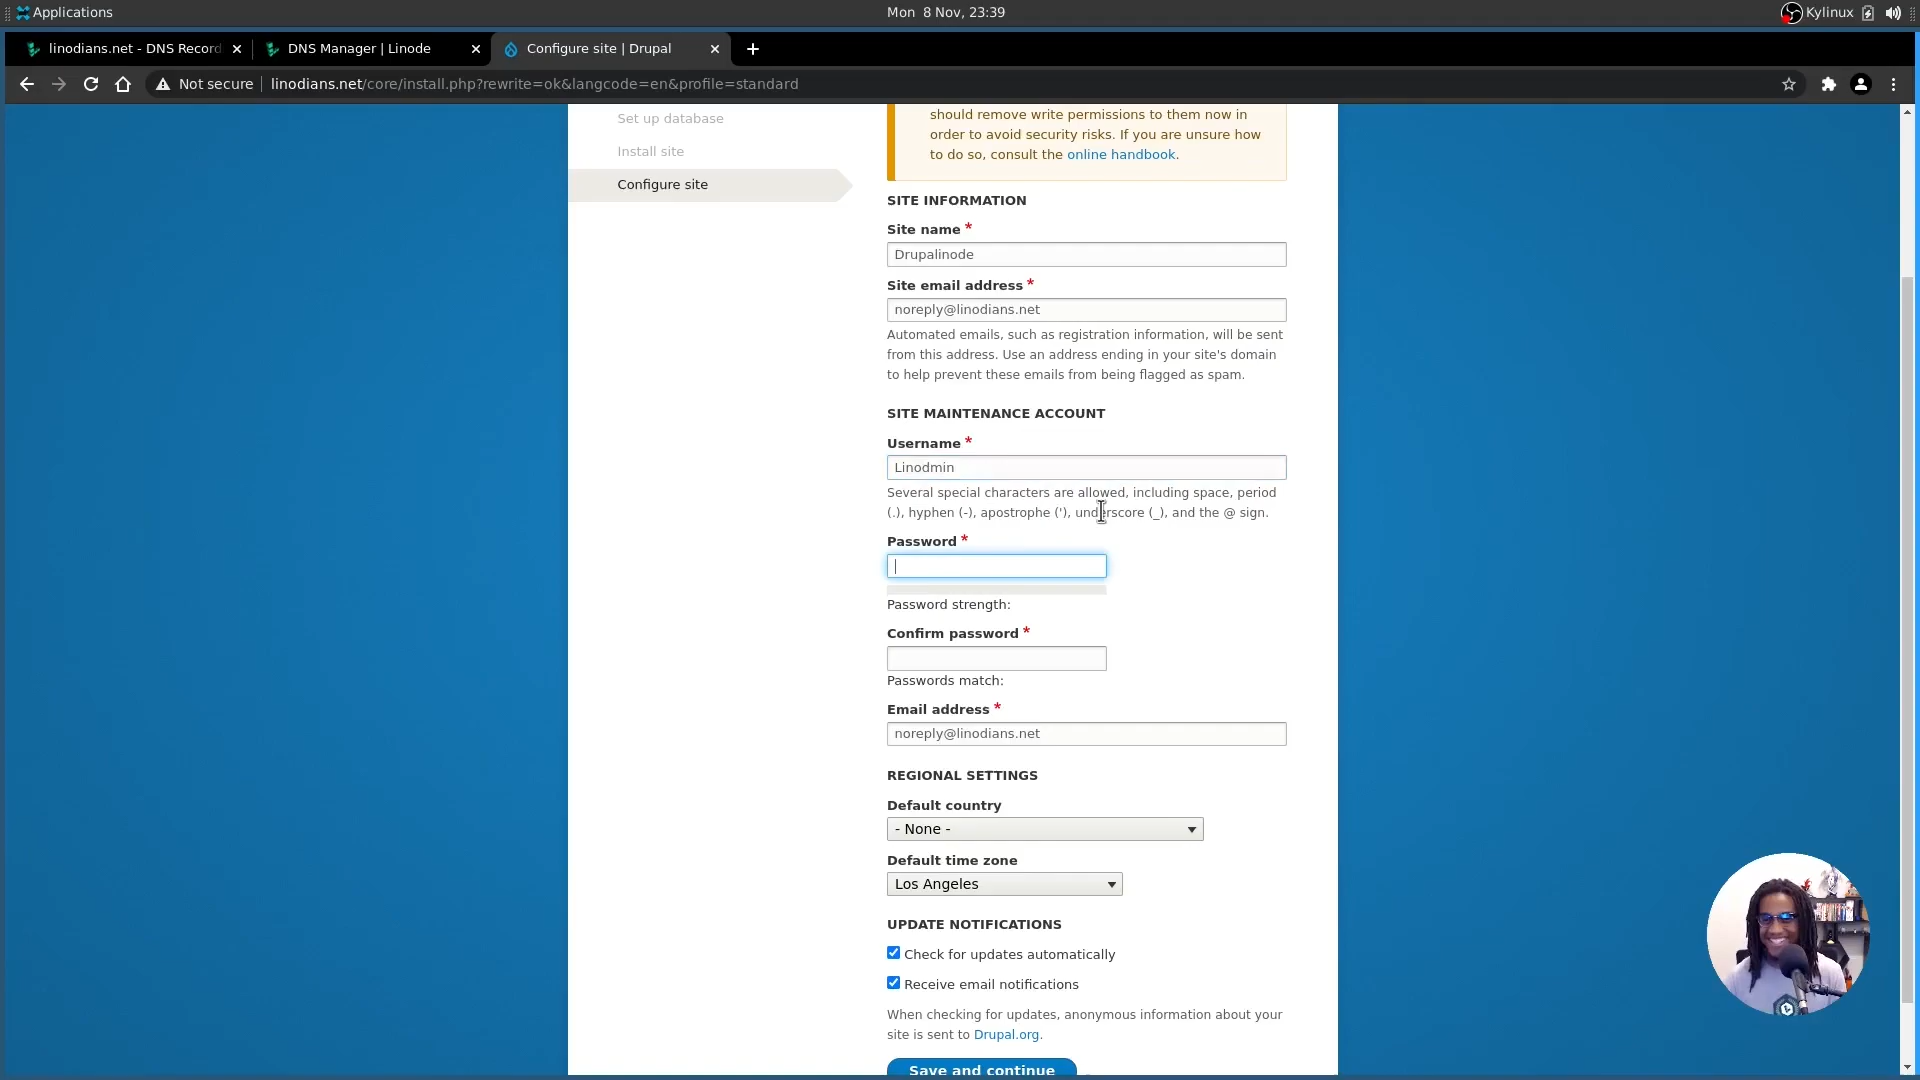 Applications
Mon 8 Nov, 23:39
Kylinux
linodians.net - DNS Record
DNS Manager | Linode
Configure site | Drupal
Not secure
linodians.net/core/install.php?rewrite=ok&langcode=en&profile=standard
Set up database
Install site
Configure site
should remove write permissions to them now in
order to avoid security risks. If you are unsure how
to do so, consult the online handbook.
SITE INFORMATION
Site name *
Drupalinode
Site email address *
noreply@linodians.net
Automated emails, such as registration information, will be sent
from this address. Use an address ending in your site's domain
to help prevent these emails from being flagged as spam.
SITE MAINTENANCE ACCOUNT
Username *
Linodmin
Several special characters are allowed, including space, period
(.), hyphen (-), apostrophe ('), underscore (_), and the @ sign.
Password *
Password strength:
Confirm password *
Passwords match:
Email address *
noreply@linodians.net
REGIONAL SETTINGS
Default country
- None -
Default time zone
Los Angeles
UPDATE NOTIFICATIONS
Check for updates automatically
Receive email notifications
When checking for updates, anonymous information about your
site is sent to Drupal.org.
Save and continue